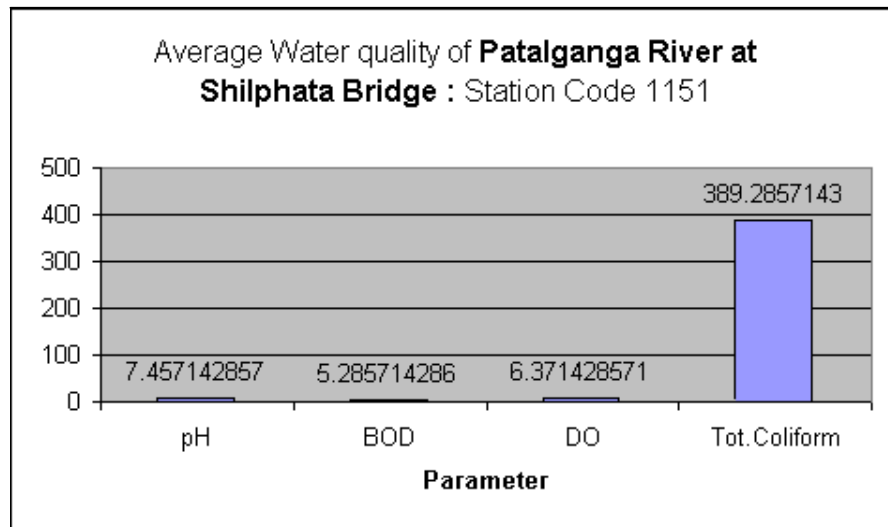 Average Water quality of Patalganga River at
Shilphata Bridge : Station Code 1151
500
400
300
200
100
0
7.457142857
5.285714286
6.371428571
389.2857143
pH
BOD
DO
Tot.Coliform
Parameter